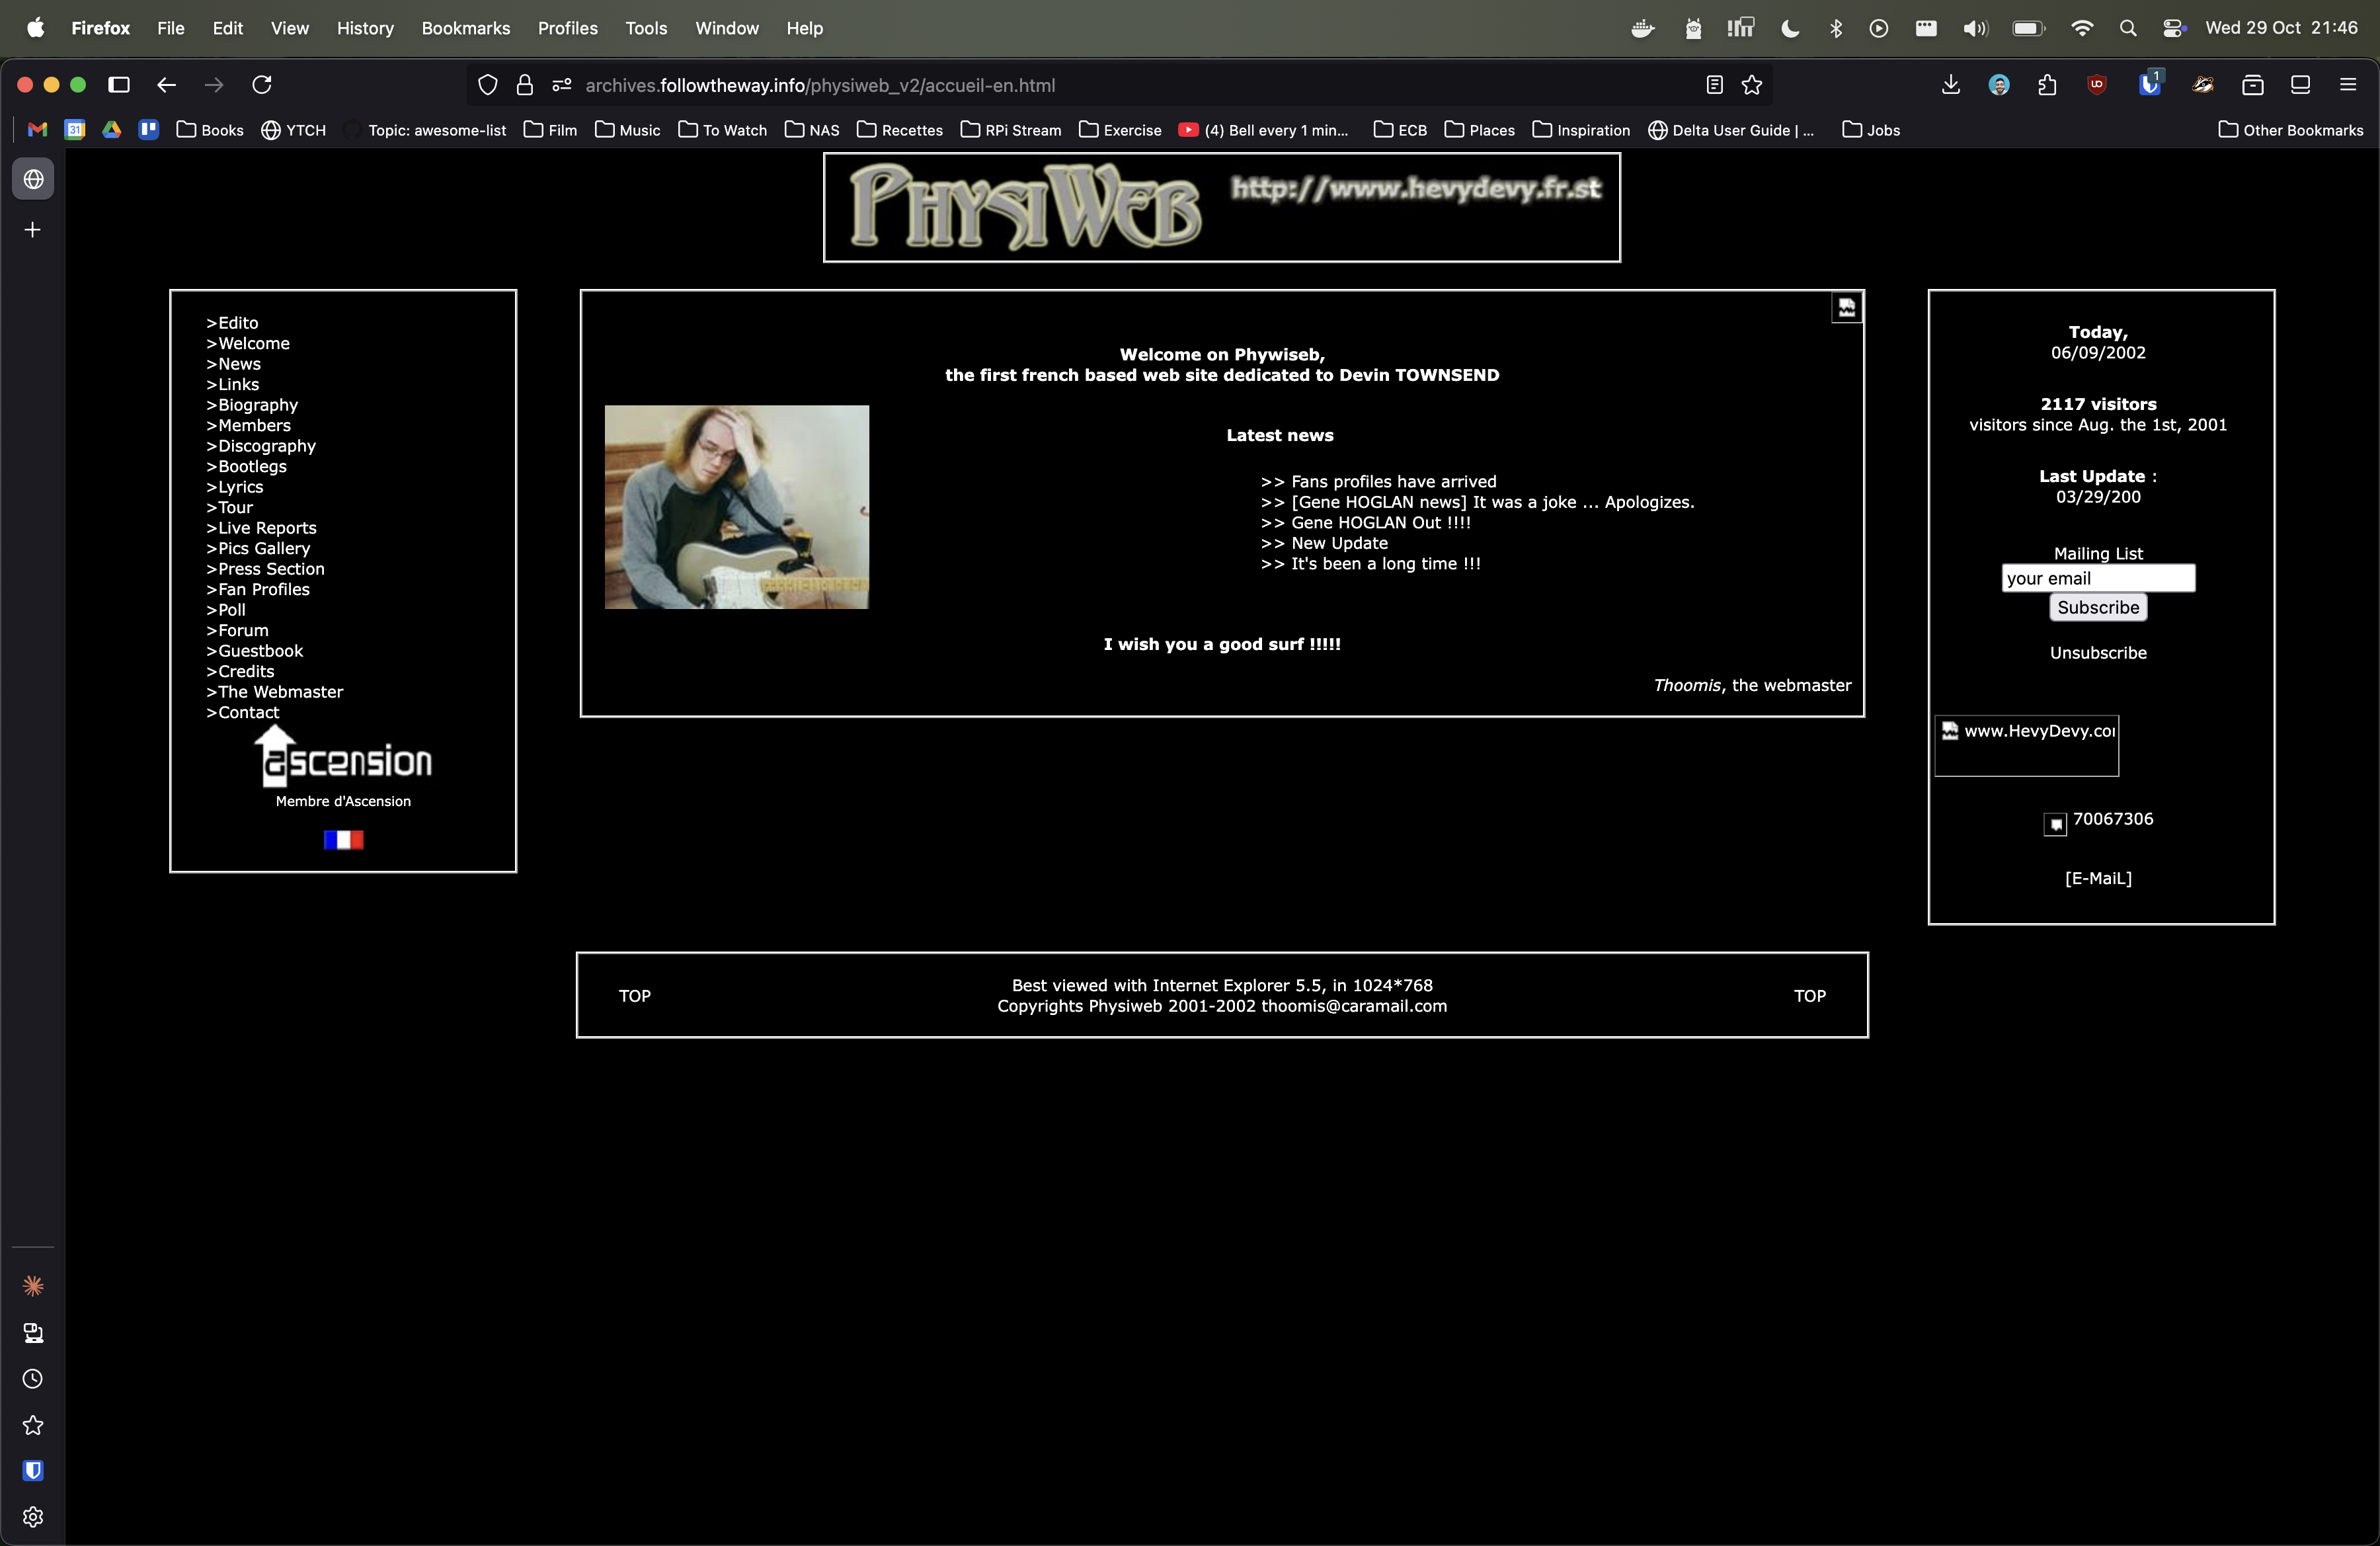 Firefox File Edit View History Bookmarks Profiles Tools Window Help Wed 29 Oct 21:46
archives.followtheway.info/physiweb_v2/accueil-en.html 1
31 Books YTCH Topic: awesome-list Film Music To Watch NAS Recettes RPi Stream Exercise (4) Bell every 1 min... ECB Places Inspiration Delta User Guide | ... Jobs Other Bookmarks
PHYSIWEB http://www.hevydevy.fr.st
>Edito
>Welcome
>News
>Links
>Biography
>Members
>Discography
>Bootlegs
>Lyrics
>Tour
>Live Reports
>Pics Gallery
>Press Section
>Fan Profiles
>Poll
>Forum
>Guestbook
>Credits
>The Webmaster
>Contact
ascension
Membre d'Ascension
Welcome on Phywiseb,
the first french based web site dedicated to Devin TOWNSEND
Latest news
>> Fans profiles have arrived
>> [Gene HOGLAN news] It was a joke ... Apologizes.
>> Gene HOGLAN Out !!!!
>> New Update
>> It's been a long time !!!
I wish you a good surf !!!!!
Thoomis, the webmaster
Today,
06/09/2002
2117 visitors
visitors since Aug. the 1st, 2001
Last Update :
03/29/200
Mailing List
your email
Subscribe
Unsubscribe
www.HevyDevy.co
70067306
[E-MaiL]
TOP
Best viewed with Internet Explorer 5.5, in 1024*768
Copyrights Physiweb 2001-2002 thoomis@caramail.com
TOP